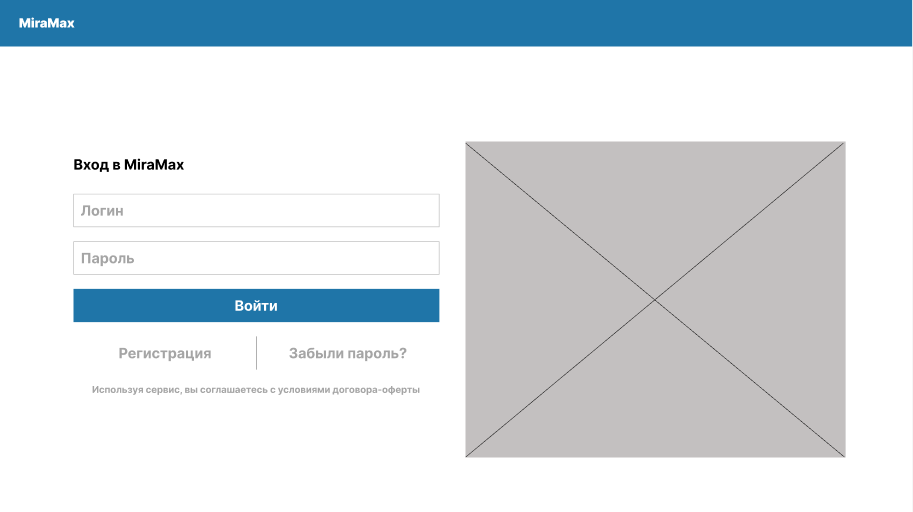 MiraMax
Вход в MiraMax
Логин
Пароль
Войти
Регистрация
Забыли пароль?
Используя сервис, вы соглашаетесь с условиями договора-оферты